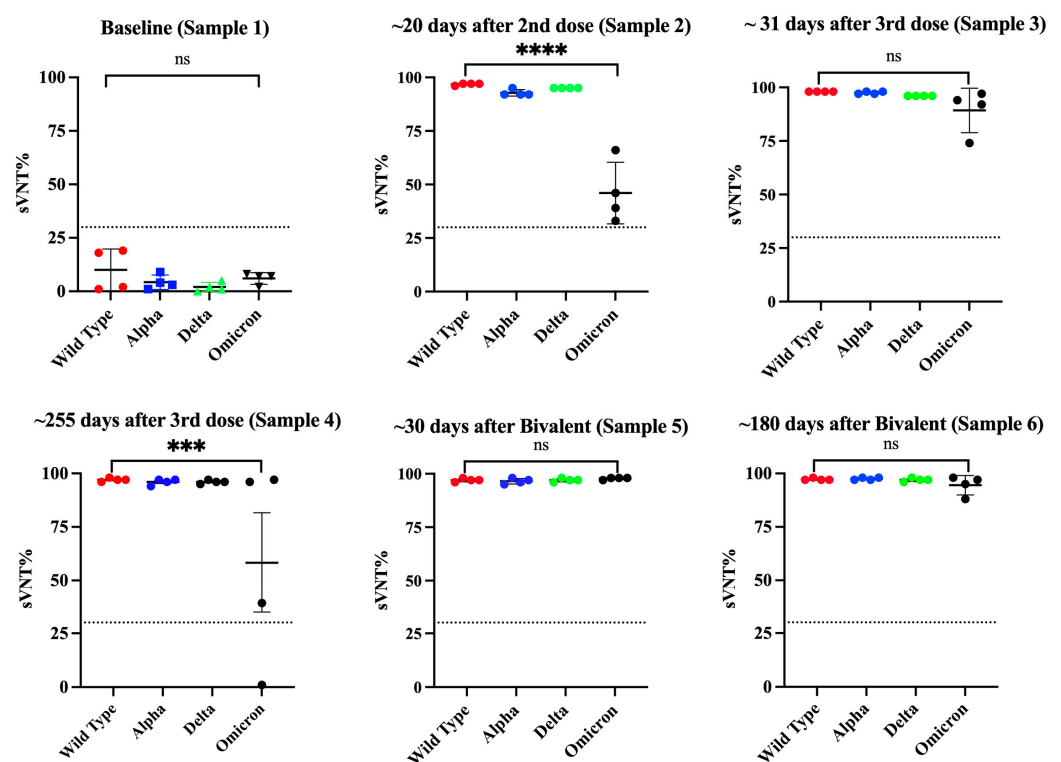 Baseline (Sample 1)
ns
100
75
50
25
0
sVNT%
Wild Type
Alpha
Delta
Omicron
~20 days after 2nd dose (Sample 2)
****
100
75
50
25
0
sVNT%
Wild Type
Alpha
Delta
Omicron
~ 31 days after 3rd dose (Sample 3)
ns
100
75
50
25
0
sVNT%
Wild Type
Alpha
Delta
Omicron
~255 days after 3rd dose (Sample 4)
***
100
75
50
25
0
sVNT%
Wild Type
Alpha
Delta
Omicron
~30 days after Bivalent (Sample 5)
ns
100
75
50
25
0
sVNT%
Wild Type
Alpha
Delta
Omicron
~180 days after Bivalent (Sample 6)
ns
100
75
50
25
0
sVNT%
Wild Type
Alpha
Delta
Omicron